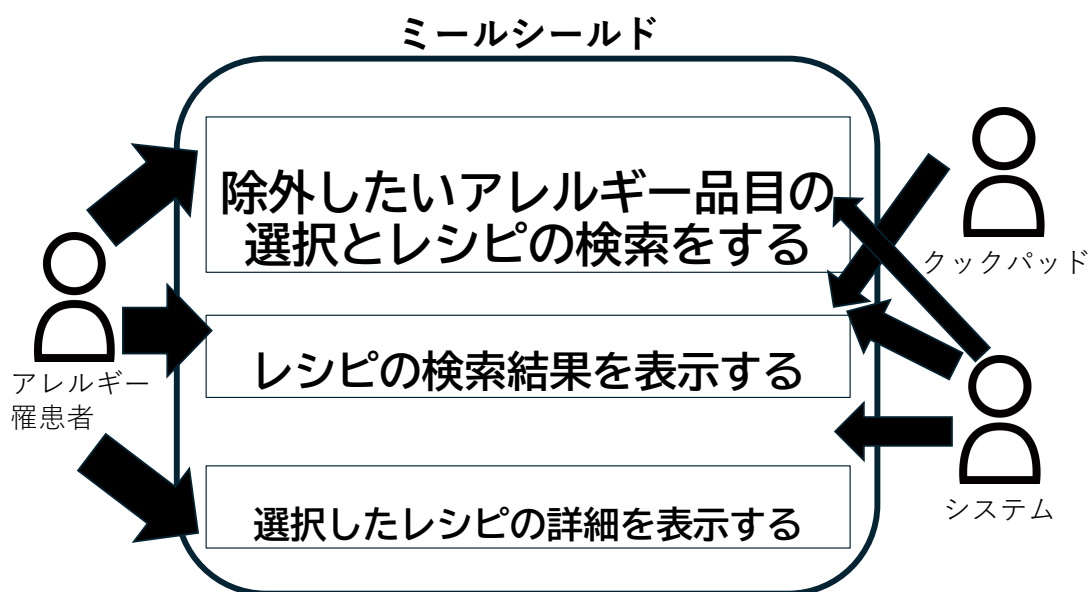 ミールシールド
除外したいアレルギー品目の
選択とレシピの検索をする
クックパッド
レシピの検索結果を表示する
アレルギー
罹患者
システム
選択したレシピの詳細を表示する